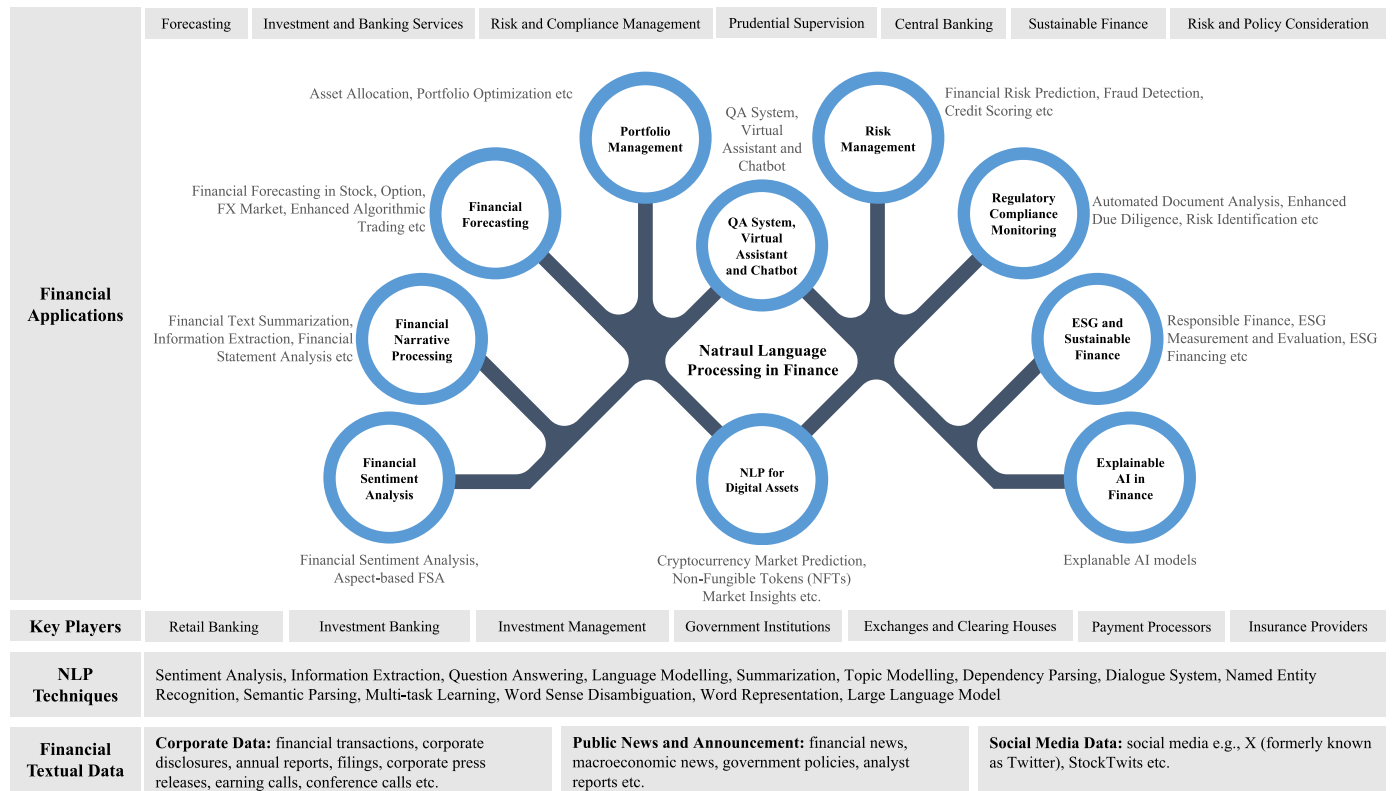 Forecasting
Investment and Banking Services
Risk and Compliance Management
Prudential Supervision
Central Banking
Sustainable Finance
Risk and Policy Consideration
Financial
Applications
Asset Allocation, Portfolio Optimization etc
Portfolio
Management
QA System,
Virtual
Assistant and
Chatbot
Risk
Management
Financial Risk Prediction, Fraud Detection,
Credit Scoring etc
Financial Forecasting in Stock, Option,
FX Market, Enhanced Algorithmic
Trading etc
Financial
Forecasting
QA System,
Virtual
Assistant
and Chatbot
Regulatory
Compliance
Monitoring
Automated Document Analysis, Enhanced
Due Diligence, Risk Identification etc
Financial Text Summarization,
Information Extraction, Financial
Statement Analysis etc
Financial
Narrative
Processing
Natraul Language
Processing in Finance
ESG and
Sustainable
Finance
Responsible Finance, ESG
Measurement and Evaluation, ESG
Financing etc
Financial
Sentiment
Analysis
NLP for
Digital Assets
Explainable
AI in
Finance
Financial Sentiment Analysis,
Aspect-based FSA
Cryptocurrency Market Prediction,
Non-Fungible Tokens (NFTs)
Market Insights etc.
Explanable AI models
Key Players
Retail Banking
Investment Banking
Investment Management
Government Institutions
Exchanges and Clearing Houses
Payment Processors
Insurance Providers
NLP
Techniques
Sentiment Analysis, Information Extraction, Question Answering, Language Modelling, Summarization, Topic Modelling, Dependency Parsing, Dialogue System, Named Entity
Recognition, Semantic Parsing, Multi-task Learning, Word Sense Disambiguation, Word Representation, Large Language Model
Financial
Textual Data
Corporate Data: financial transactions, corporate
disclosures, annual reports, filings, corporate press
releases, earning calls, conference calls etc.
Public News and Announcement: financial news,
macroeconomic news, government policies, analyst
reports etc.
Social Media Data: social media e.g., X (formerly known
as Twitter), StockTwits etc.